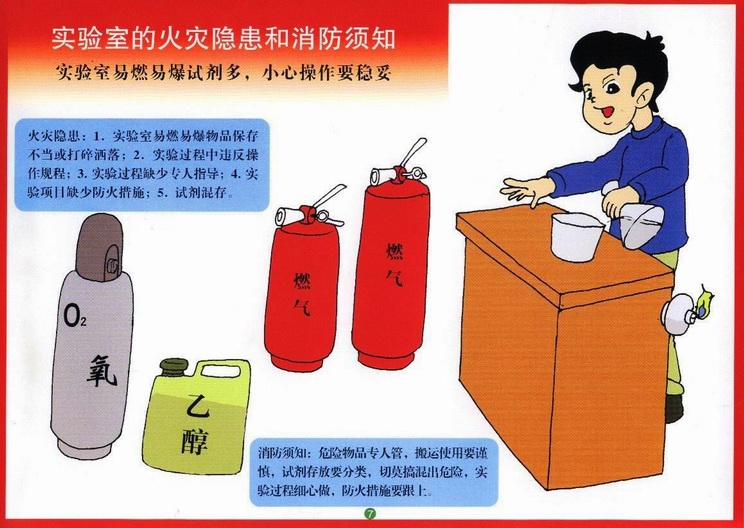 实验室的火灾隐患和消防须知
实验室易燃易爆试剂多，小心操作要稳妥
火灾隐患：1．实验室易燃易爆物品保存
不当或打碎洒落；2．实验过程中违反操
作规程；3．实验过程缺少专人指导；4．实
验项目缺少防火措施；5．试剂混存。
O2
氧
乙
醇
燃
气
燃
气
消防须知：危险物品专人管，搬运使用要谨
慎，试剂存放要分类，切莫搞混出危险，实
验过程细心做，防火措施要跟上。
7